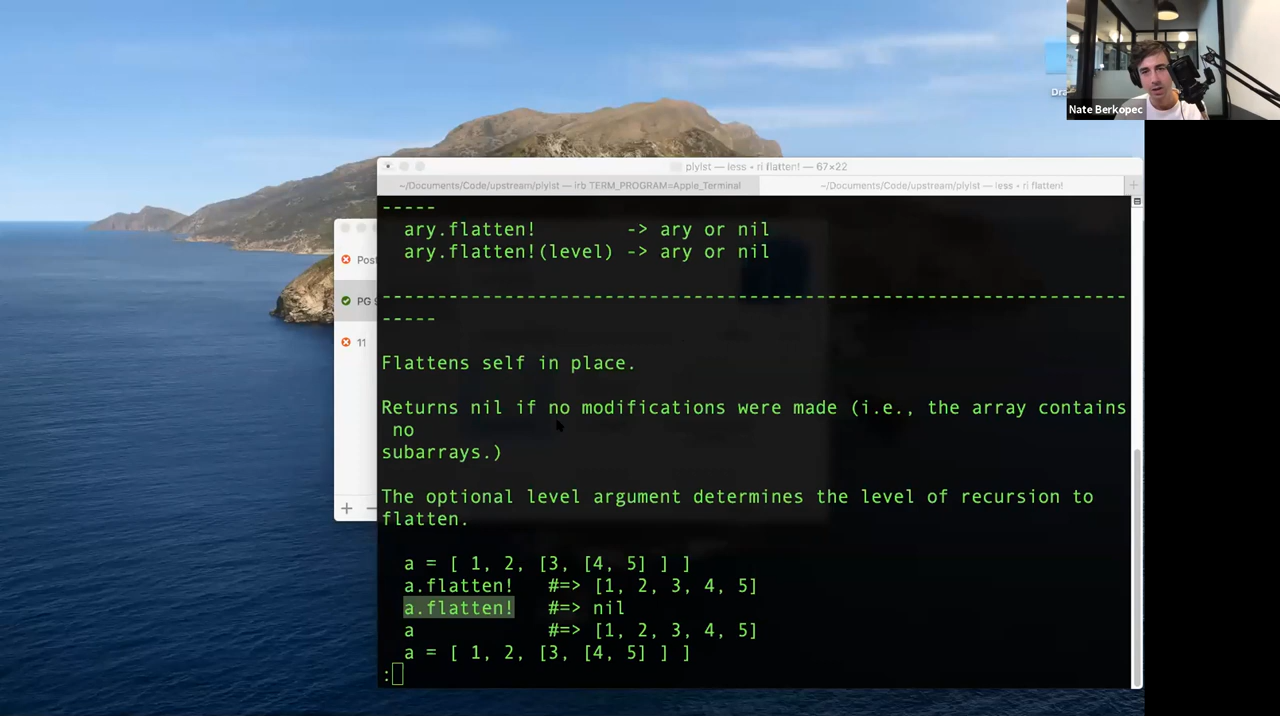 Dra
Nate Berkopec
plylst — less ◂ ri flatten! — 67×22
~/Documents/Code/upstream/plylst — irb TERM_PROGRAM=Apple_Terminal
~/Documents/Code/upstream/plylst — less ◂ ri flatten!
+
-----
ary.flatten! -> ary or nil
ary.flatten!(level) -> ary or nil
-------------------------------------------------------------------
-----
Flattens self in place.
Returns nil if no modifications were made (i.e., the array contains
no
subarrays.)
The optional level argument determines the level of recursion to
flatten.
a = [ 1, 2, [3, [4, 5] ] ]
a.flatten! #=> [1, 2, 3, 4, 5]
a.flatten! #=> nil
a #=> [1, 2, 3, 4, 5]
a = [ 1, 2, [3, [4, 5] ] ]
:
Post
PG 9
11
+ −